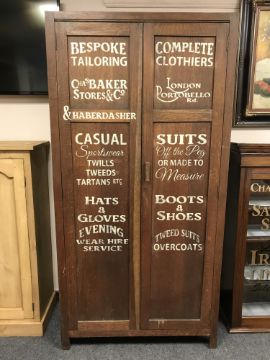 BESPOKE
TAILORING
CHAS BAKER
STORES & CO
& HABERDASHER
CASUAL
Sportswear
TWILLS
TWEEDS
TARTANS ETC
HATS
&
GLOVES
EVENING
WEAR HIRE
SERVICE
COMPLETE
CLOTHIERS
London
PORTOBELLO
Rd.
SUITS
Off the Peg
OR MADE TO
Measure
BOOTS
&
SHOES
TWEED SUITS
OVERCOATS